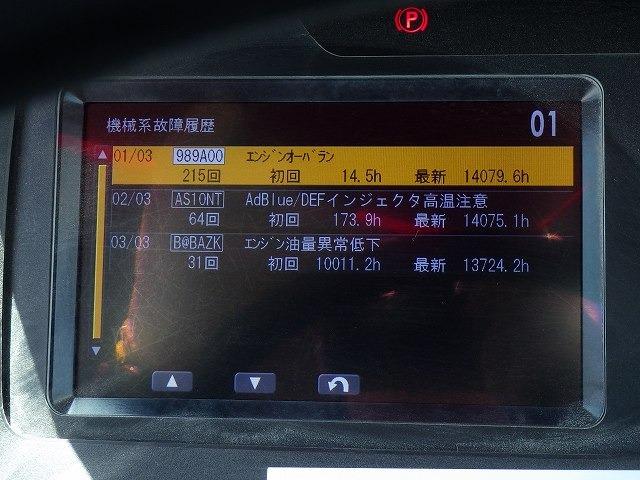 P
機械系故障履歴 01
01/03 989A00 エンジンオーバラン
215回 初回 14.5h 最新 14079.6h
02/03 AS10NT AdBlue/DEFインジェクタ高温注意
64回 初回 173.9h 最新 14075.1h
03/03 B@BAZK エンジン油量異常低下
31回 初回 10011.2h 最新 13724.2h